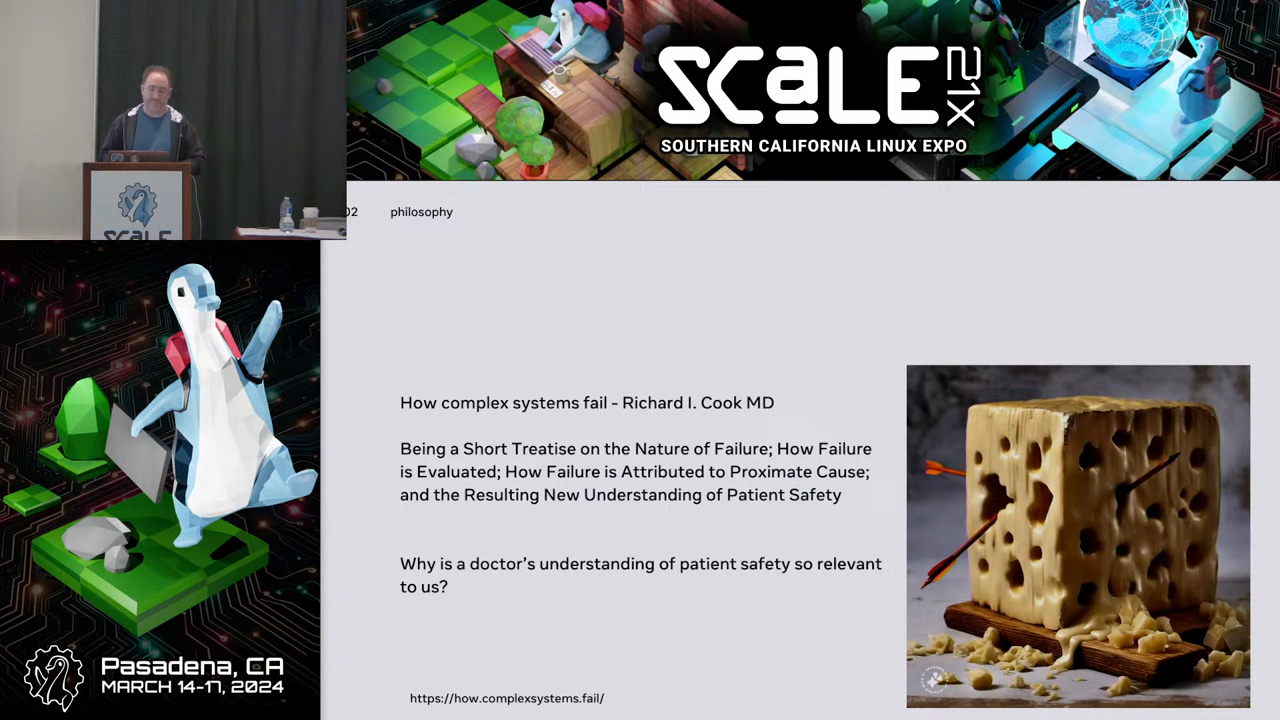 SCaLE 21X
SOUTHERN CALIFORNIA LINUX EXPO
SCALE
02 philosophy
How complex systems fail - Richard I. Cook MD
Being a Short Treatise on the Nature of Failure; How Failure
is Evaluated; How Failure is Attributed to Proximate Cause;
and the Resulting New Understanding of Patient Safety
Why is a doctor's understanding of patient safety so relevant
to us?
https://how.complexsystems.fail/
Pasadena, CA
MARCH 14-17, 2024